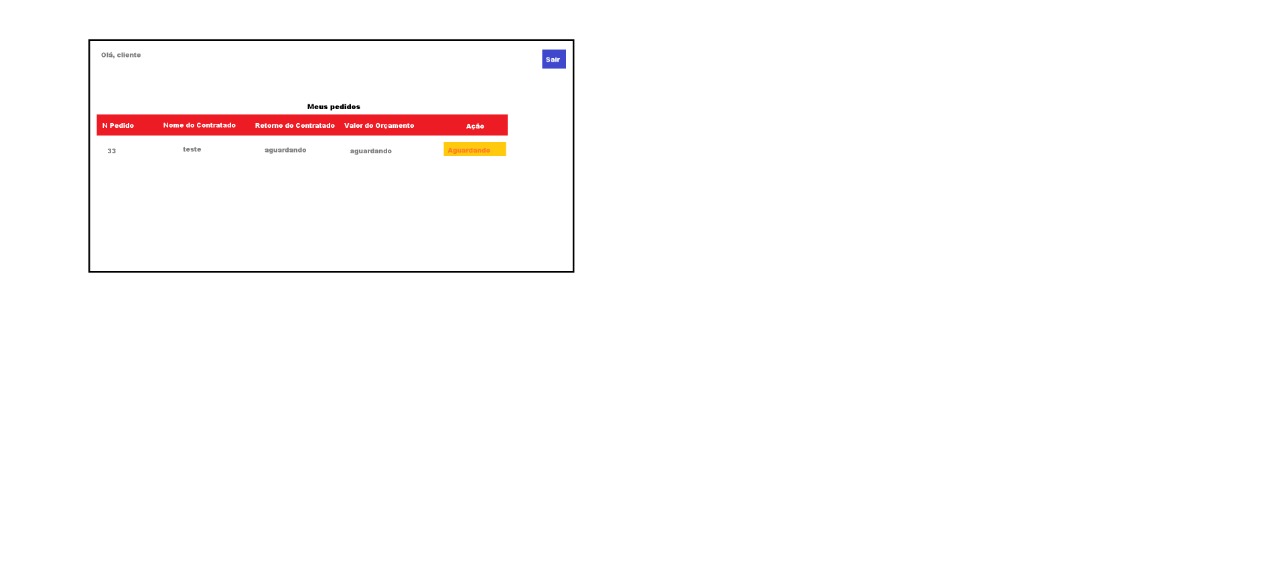 Olá, cliente
Sair
Meus pedidos
N Pedido Nome do Contratado Retorno do Contratado Valor do Orçamento Ação
33 teste aguardando aguardando Aguardando